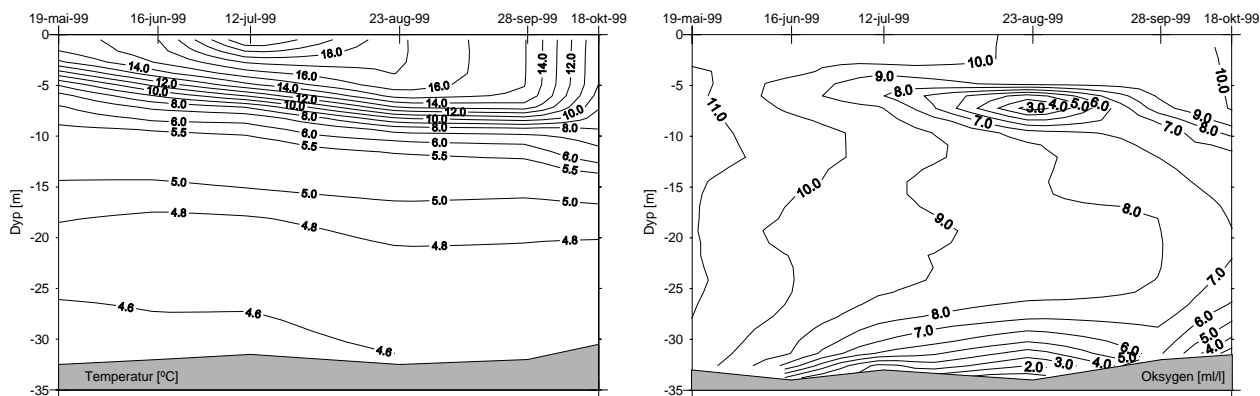 19-mai-99 16-jun-99 12-jul-99 23-aug-99 28-sep-99 18-okt-99
0
-5
-10
-15
-20
-25
-30
-35
Dyp [m]
18.0
14.0 16.0 14.0 12.0
12.0 14.0 16.0
10.0 12.0 14.0
8.0 10.0 12.0 10.0
8.0 10.0
6.0 8.0 8.0
5.5 6.0 6.0 6.0
5.5 5.5 5.5
5.0 5.0 5.0 5.0
4.8 4.8 4.8 4.8
4.6 4.6
4.6
Temperatur [ºC]
19-mai-99 16-jun-99 12-jul-99 23-aug-99 28-sep-99 18-okt-99
0
-5
-10
-15
-20
-25
-30
-35
Dyp [m]
10.0 10.0
9.0
8.0
11.0 3.0 4.0 5.0 6.0 9.0
7.0 7.0 8.0
10.0
9.0 8.0
7.0
8.0 6.0
7.0 5.0
6.0 4.0
2.0 3.0 4.0 5.0
Oksygen [ml/l]